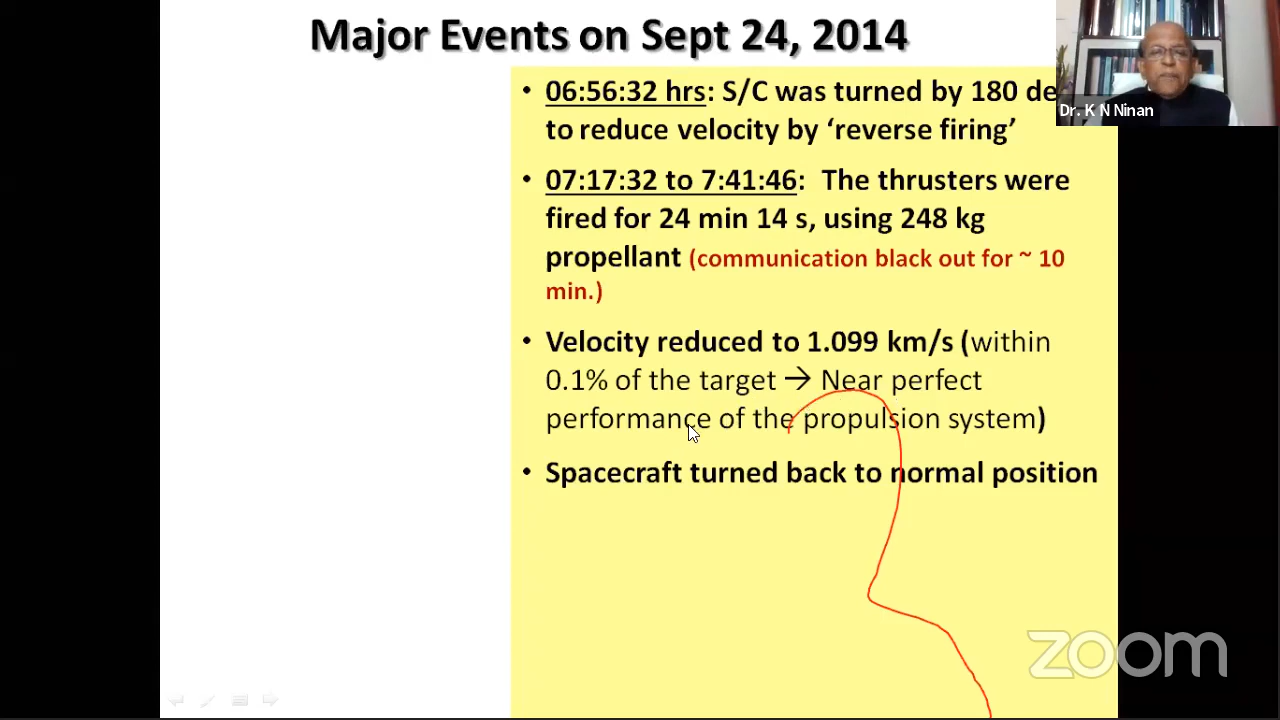 Major Events on Sept 24, 2014
• 06:56:32 hrs: S/C was turned by 180 de
to reduce velocity by ‘reverse firing’
• 07:17:32 to 7:41:46: The thrusters were
fired for 24 min 14 s, using 248 kg
propellant (communication black out for ~ 10
min.)
• Velocity reduced to 1.099 km/s (within
0.1% of the target → Near perfect
performance of the propulsion system)
• Spacecraft turned back to normal position
Dr. K N Ninan
zoom